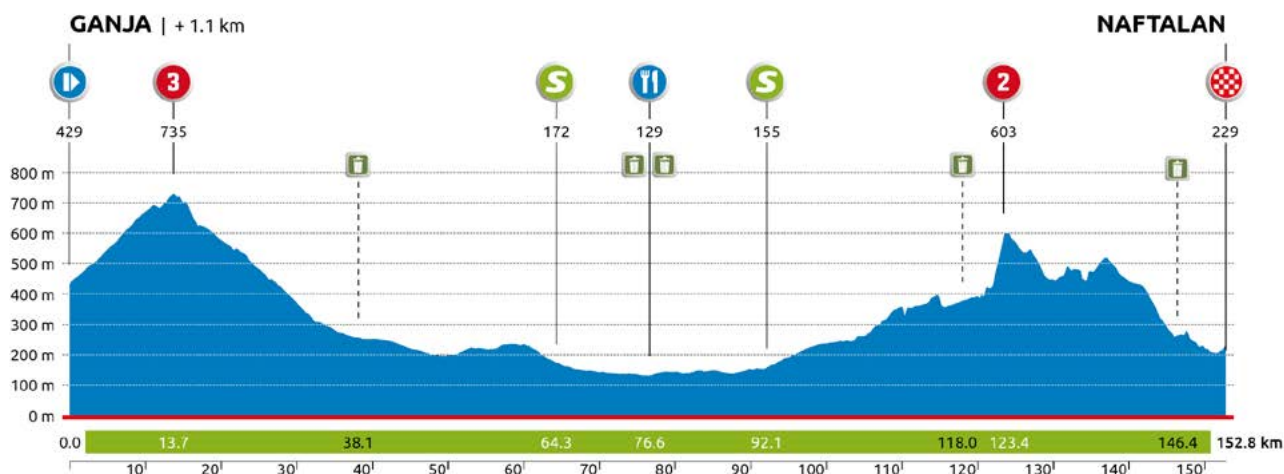 GANJA | + 1.1 km NAFTALAN
3 S S 2
429 735 172 129 155 603 229
800 m
700 m
600 m
500 m
400 m
300 m
200 m
100 m
0 m
0.0 13.7 38.1 64.3 76.6 92.1 118.0 123.4 146.4 152.8 km
10 20 30 40 50 60 70 80 90 100 110 120 130 140 150